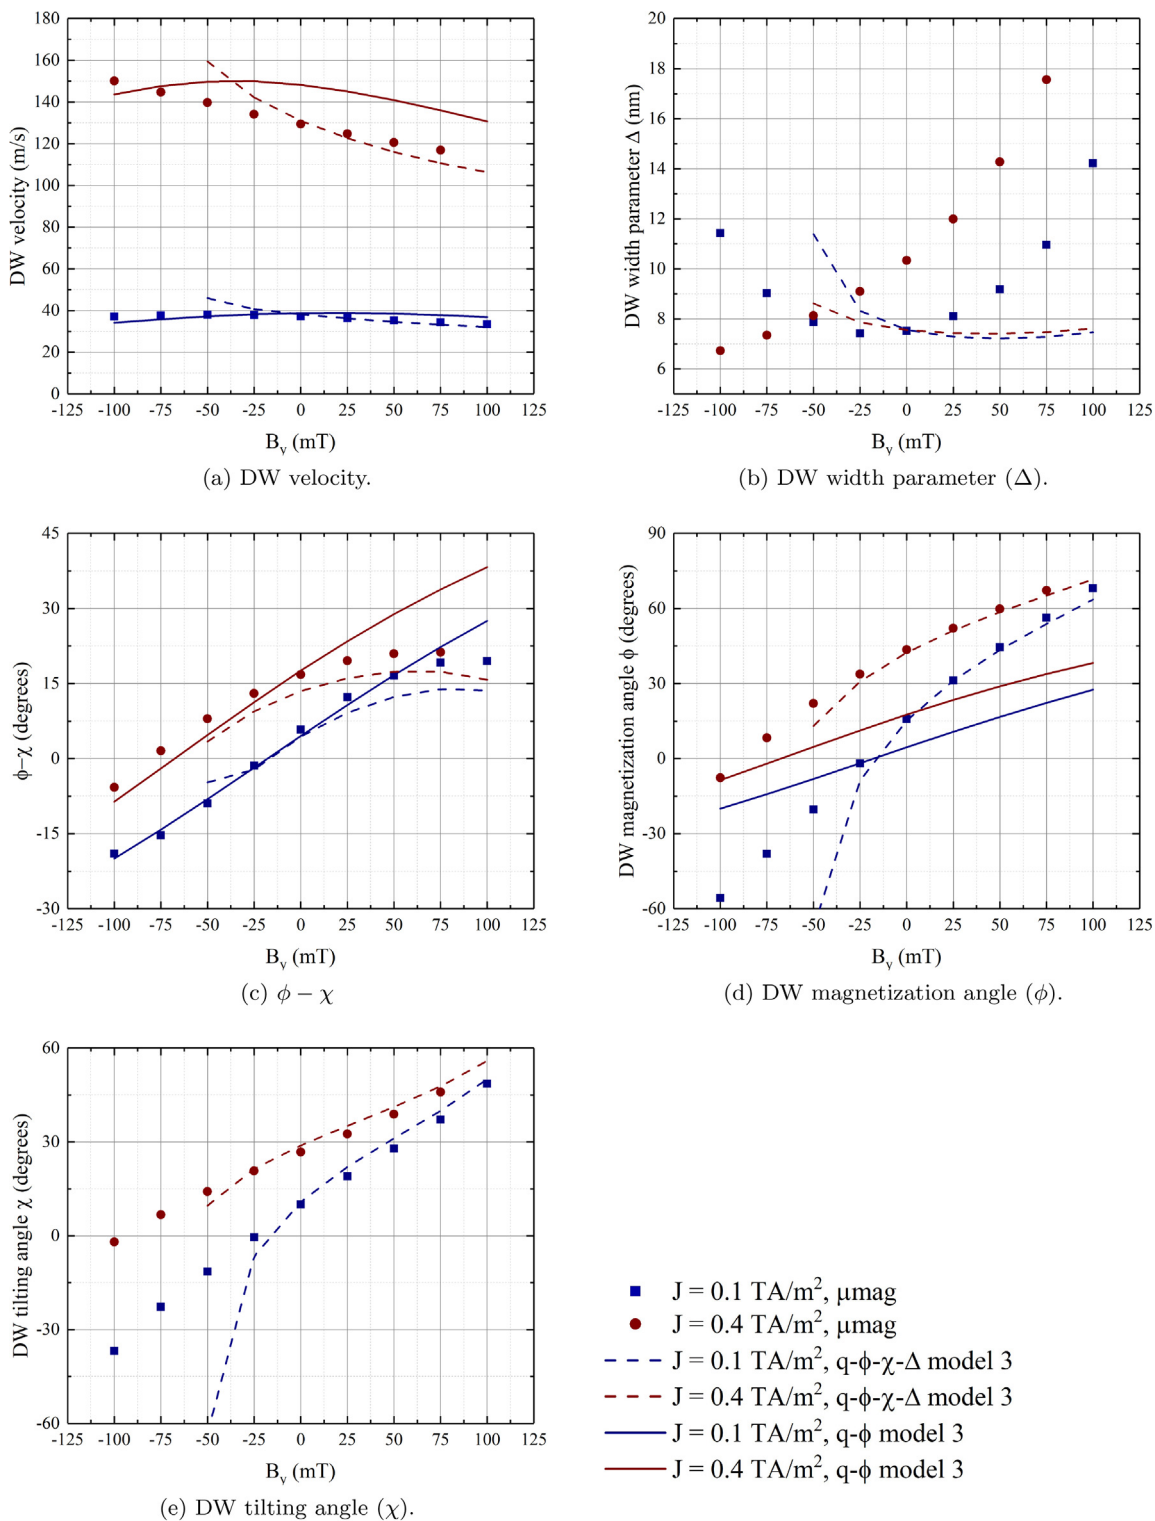 180
160
140
120
100
80
60
40
20
0
DW velocity (m/s)
-125 -100 -75 -50 -25 0 25 50 75 100 125
B_y (mT)
(a) DW velocity.
20
18
16
14
12
10
8
6
DW width parameter Δ (nm)
-125 -100 -75 -50 -25 0 25 50 75 100 125
B_y (mT)
(b) DW width parameter (Δ).
45
30
15
0
-15
-30
ϕ–χ (degrees)
-125 -100 -75 -50 -25 0 25 50 75 100 125
B_y (mT)
(c) ϕ − χ
90
60
30
0
-30
-60
DW magnetization angle ϕ (degrees)
-125 -100 -75 -50 -25 0 25 50 75 100 125
B_y (mT)
(d) DW magnetization angle (ϕ).
60
30
0
-30
-60
DW tilting angle χ (degrees)
-125 -100 -75 -50 -25 0 25 50 75 100 125
B_y (mT)
(e) DW tilting angle (χ).
J = 0.1 TA/m², μmag
J = 0.4 TA/m², μmag
J = 0.1 TA/m², q-ϕ-χ-Δ model 3
J = 0.4 TA/m², q-ϕ-χ-Δ model 3
J = 0.1 TA/m², q-ϕ model 3
J = 0.4 TA/m², q-ϕ model 3